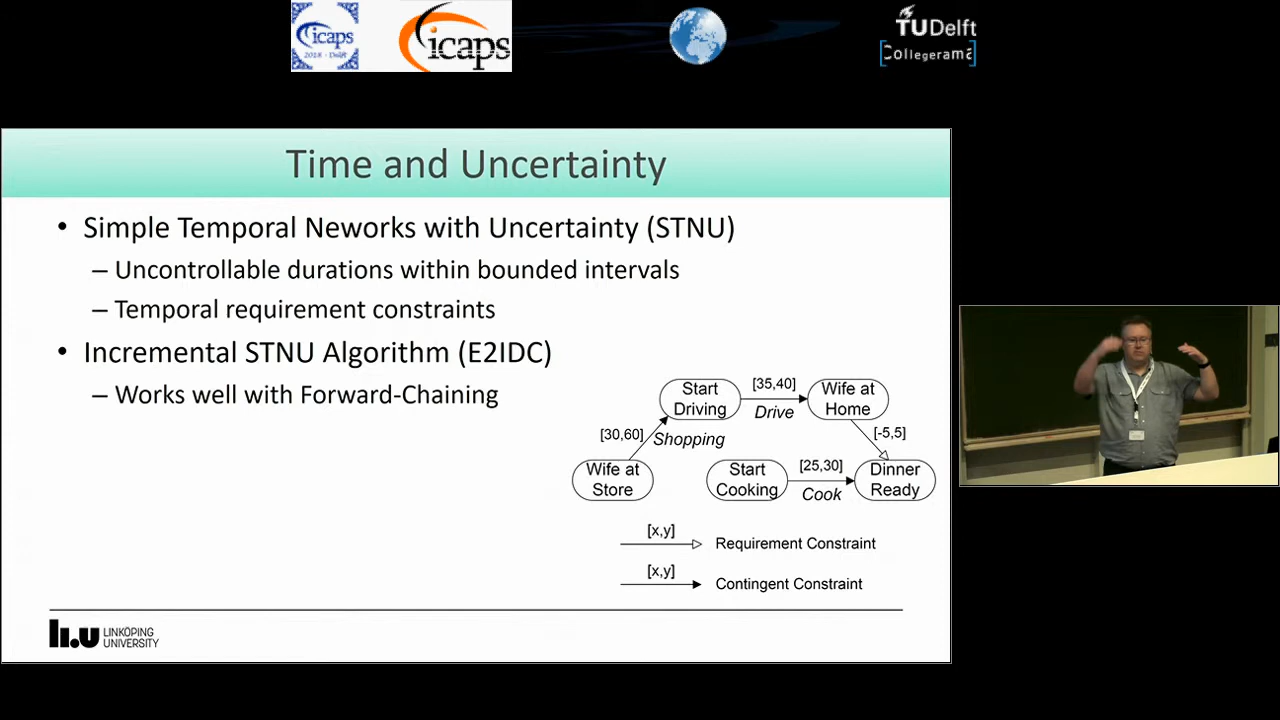 icaps
2018 - Delft
icaps
TUDelft
Collegerama
Time and Uncertainty
• Simple Temporal Neworks with Uncertainty (STNU)
– Uncontrollable durations within bounded intervals
– Temporal requirement constraints
• Incremental STNU Algorithm (E2IDC)
– Works well with Forward-Chaining
Start
Driving
[35,40]
Drive
Wife at
Home
[30,60]
Shopping
[-5,5]
Wife at
Store
Start
Cooking
[25,30]
Cook
Dinner
Ready
[x,y]
Requirement Constraint
[x,y]
Contingent Constraint
LINKÖPING
UNIVERSITY